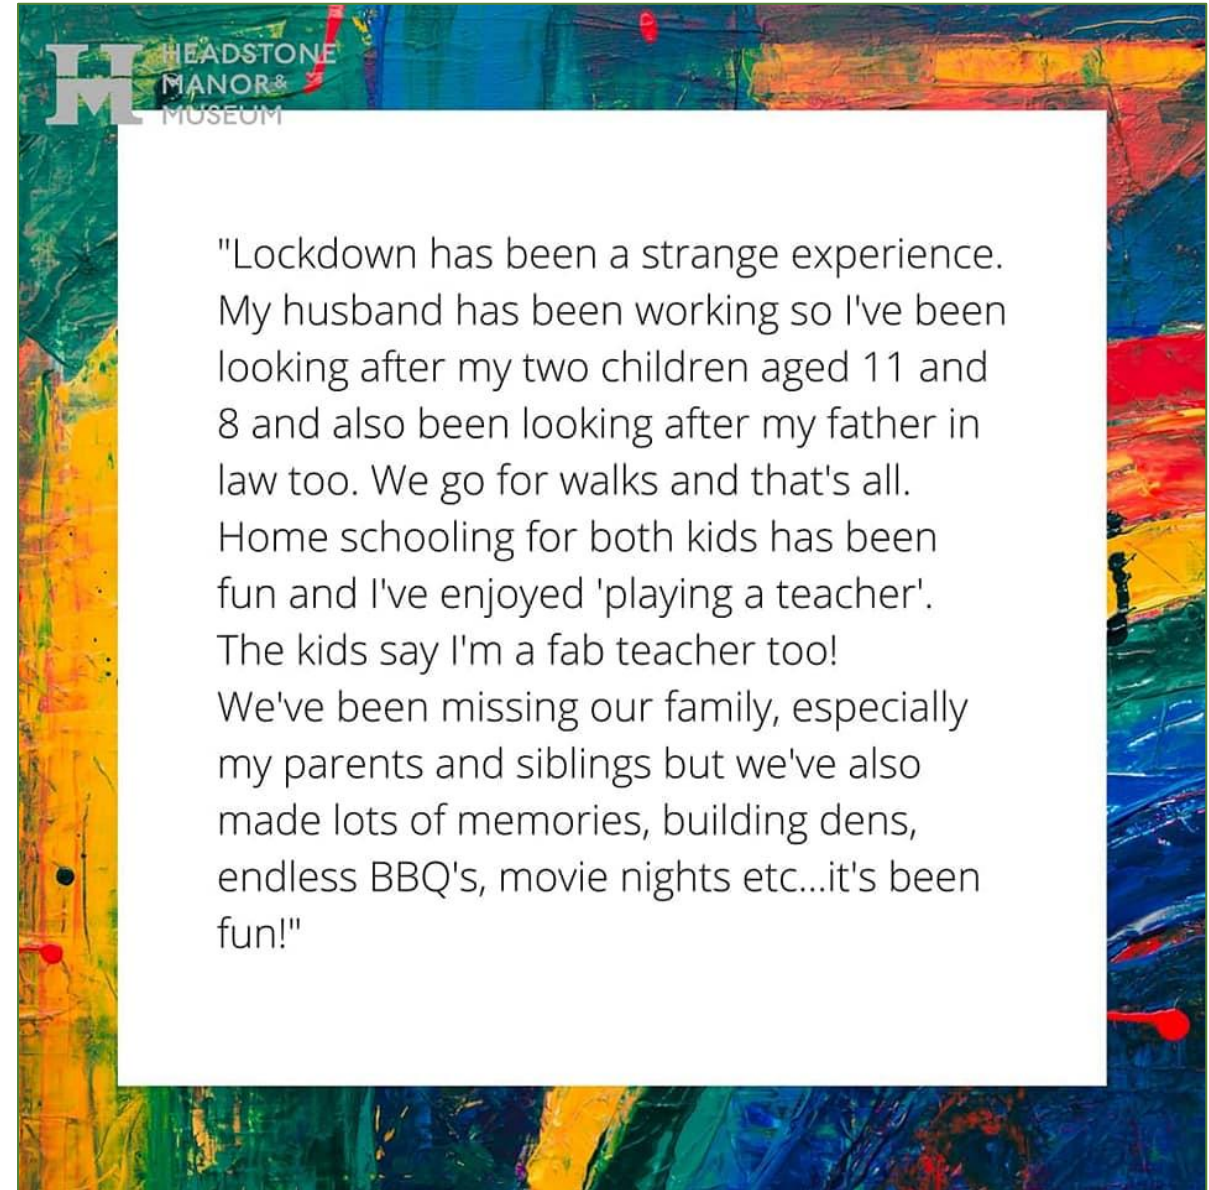 HEADSTONE
MANOR&
MUSEUM
"Lockdown has been a strange experience.
My husband has been working so I've been
looking after my two children aged 11 and
8 and also been looking after my father in
law too. We go for walks and that's all.
Home schooling for both kids has been
fun and I've enjoyed 'playing a teacher'.
The kids say I'm a fab teacher too!
We've been missing our family, especially
my parents and siblings but we've also
made lots of memories, building dens,
endless BBQ's, movie nights etc...it's been
fun!"